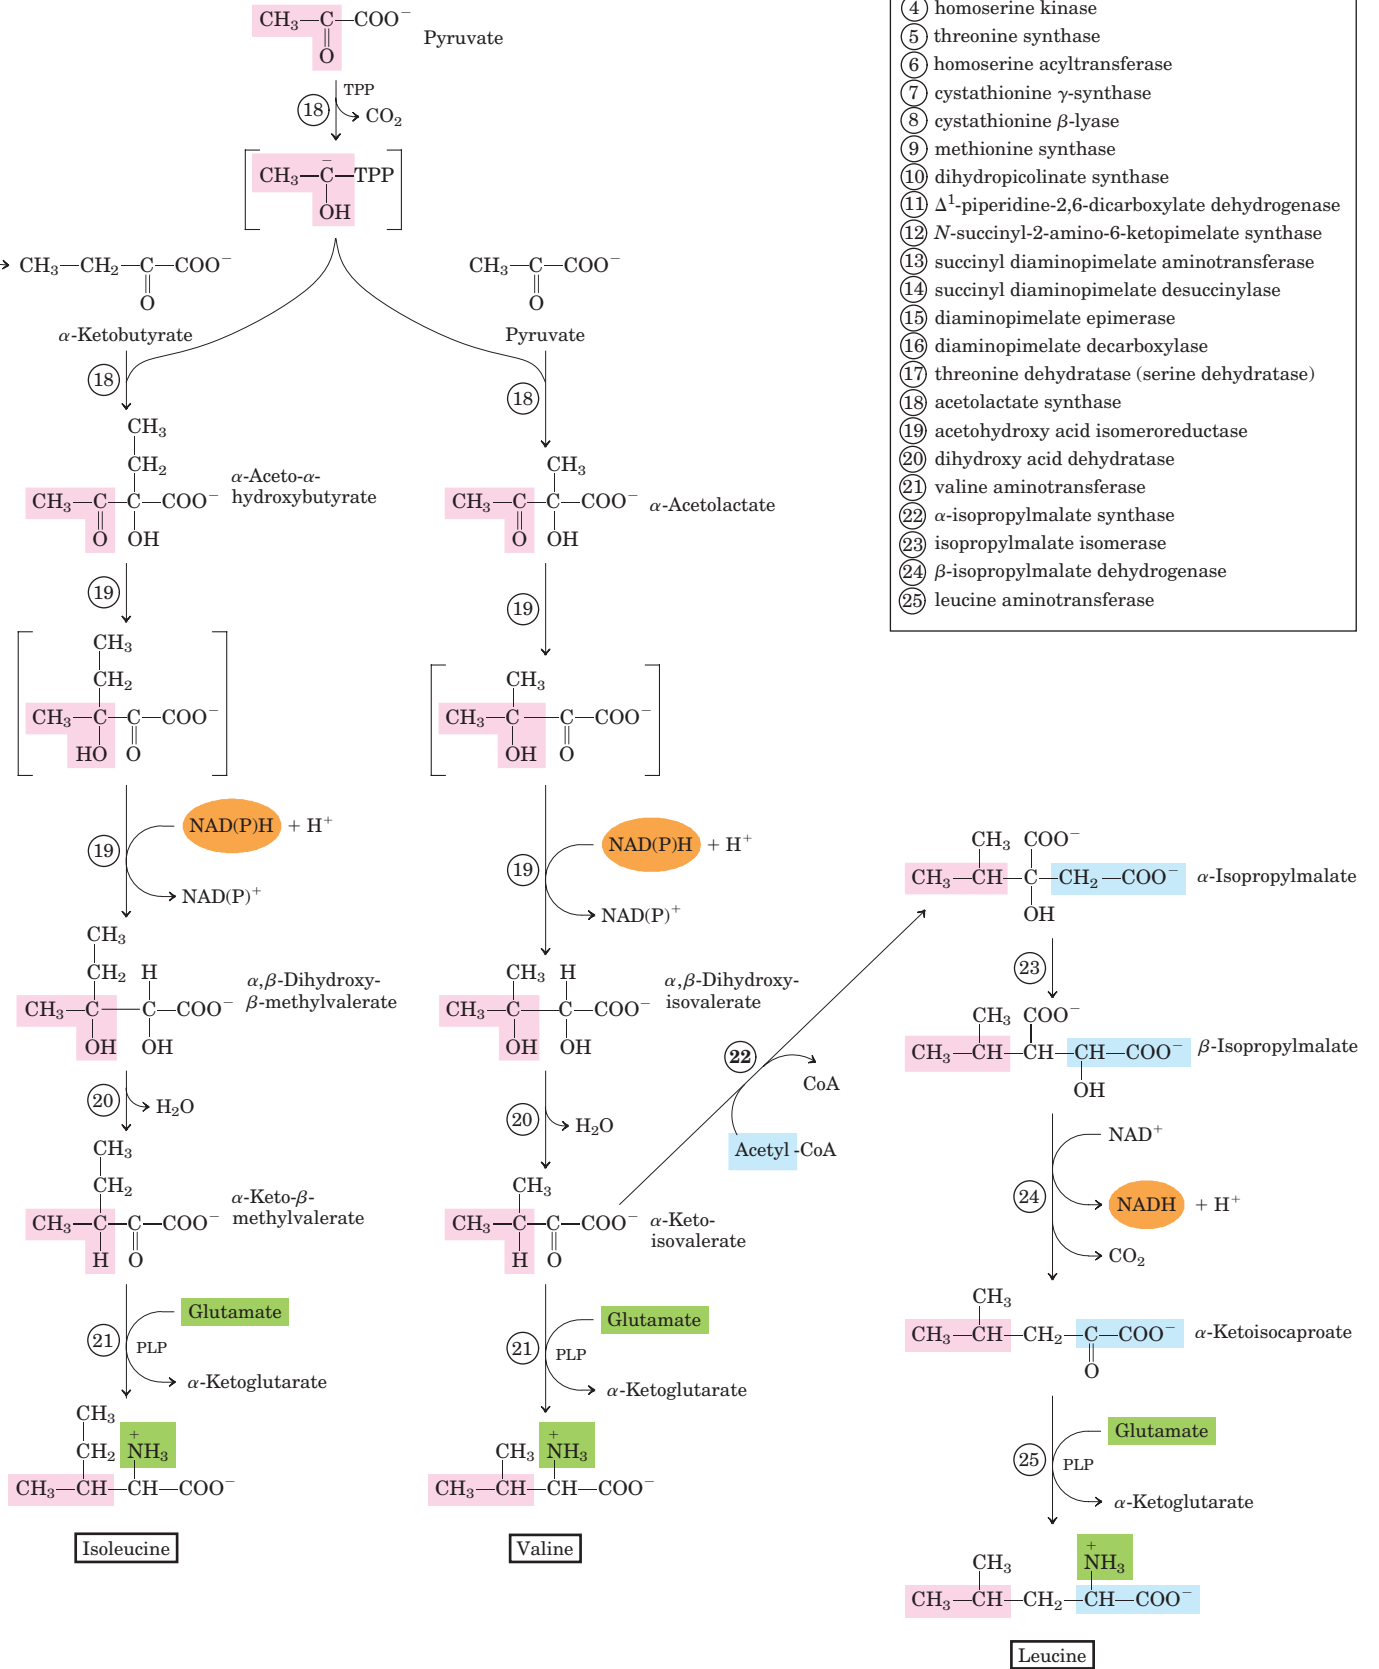 CH₃—C—COO⁻
O
Pyruvate
18
TPP
CO₂
CH₃—C̄—TPP
OH
CH₃—CH₂—C—COO⁻
O
α-Ketobutyrate
CH₃—C—COO⁻
O
Pyruvate
18
CH₃
CH₂
CH₃—C—C—COO⁻
O OH
α-Aceto-α-
hydroxybutyrate
18
CH₃
CH₃—C—C—COO⁻
O OH
α-Acetolactate
19
CH₃
CH₂
CH₃—C—C—COO⁻
HO O
19
CH₃
CH₃—C—C—COO⁻
OH O
19
NAD(P)H + H⁺
NAD(P)⁺
19
NAD(P)H + H⁺
NAD(P)⁺
CH₃
CH₂ H
CH₃—C—C—COO⁻
OH OH
α,β-Dihydroxy-
β-methylvalerate
CH₃ H
CH₃—C—C—COO⁻
OH OH
α,β-Dihydroxy-
isovalerate
20
H₂O
20
H₂O
CH₃
CH₂
CH₃—C—C—COO⁻
H O
α-Keto-β-
methylvalerate
CH₃
CH₃—C—C—COO⁻
H O
α-Keto-
isovalerate
21
Glutamate
PLP
α-Ketoglutarate
21
Glutamate
PLP
α-Ketoglutarate
CH₃
CH₂ +NH₃
CH₃—CH—CH—COO⁻
Isoleucine
CH₃ +NH₃
CH₃—CH—CH—COO⁻
Valine
22
CoA
Acetyl-CoA
CH₃ COO⁻
CH₃—CH—C—CH₂—COO⁻
OH
α-Isopropylmalate
23
CH₃ COO⁻
CH₃—CH—CH—CH—COO⁻
OH
β-Isopropylmalate
24
NAD⁺
NADH + H⁺
CO₂
CH₃
CH₃—CH—CH₂—C—COO⁻
O
α-Ketoisocaproate
25
Glutamate
PLP
α-Ketoglutarate
CH₃ +NH₃
CH₃—CH—CH₂—CH—COO⁻
Leucine
4 homoserine kinase
5 threonine synthase
6 homoserine acyltransferase
7 cystathionine γ-synthase
8 cystathionine β-lyase
9 methionine synthase
10 dihydropicolinate synthase
11 Δ¹-piperidine-2,6-dicarboxylate dehydrogenase
12 N-succinyl-2-amino-6-ketopimelate synthase
13 succinyl diaminopimelate aminotransferase
14 succinyl diaminopimelate desuccinylase
15 diaminopimelate epimerase
16 diaminopimelate decarboxylase
17 threonine dehydratase (serine dehydratase)
18 acetolactate synthase
19 acetohydroxy acid isomeroreductase
20 dihydroxy acid dehydratase
21 valine aminotransferase
22 α-isopropylmalate synthase
23 isopropylmalate isomerase
24 β-isopropylmalate dehydrogenase
25 leucine aminotransferase